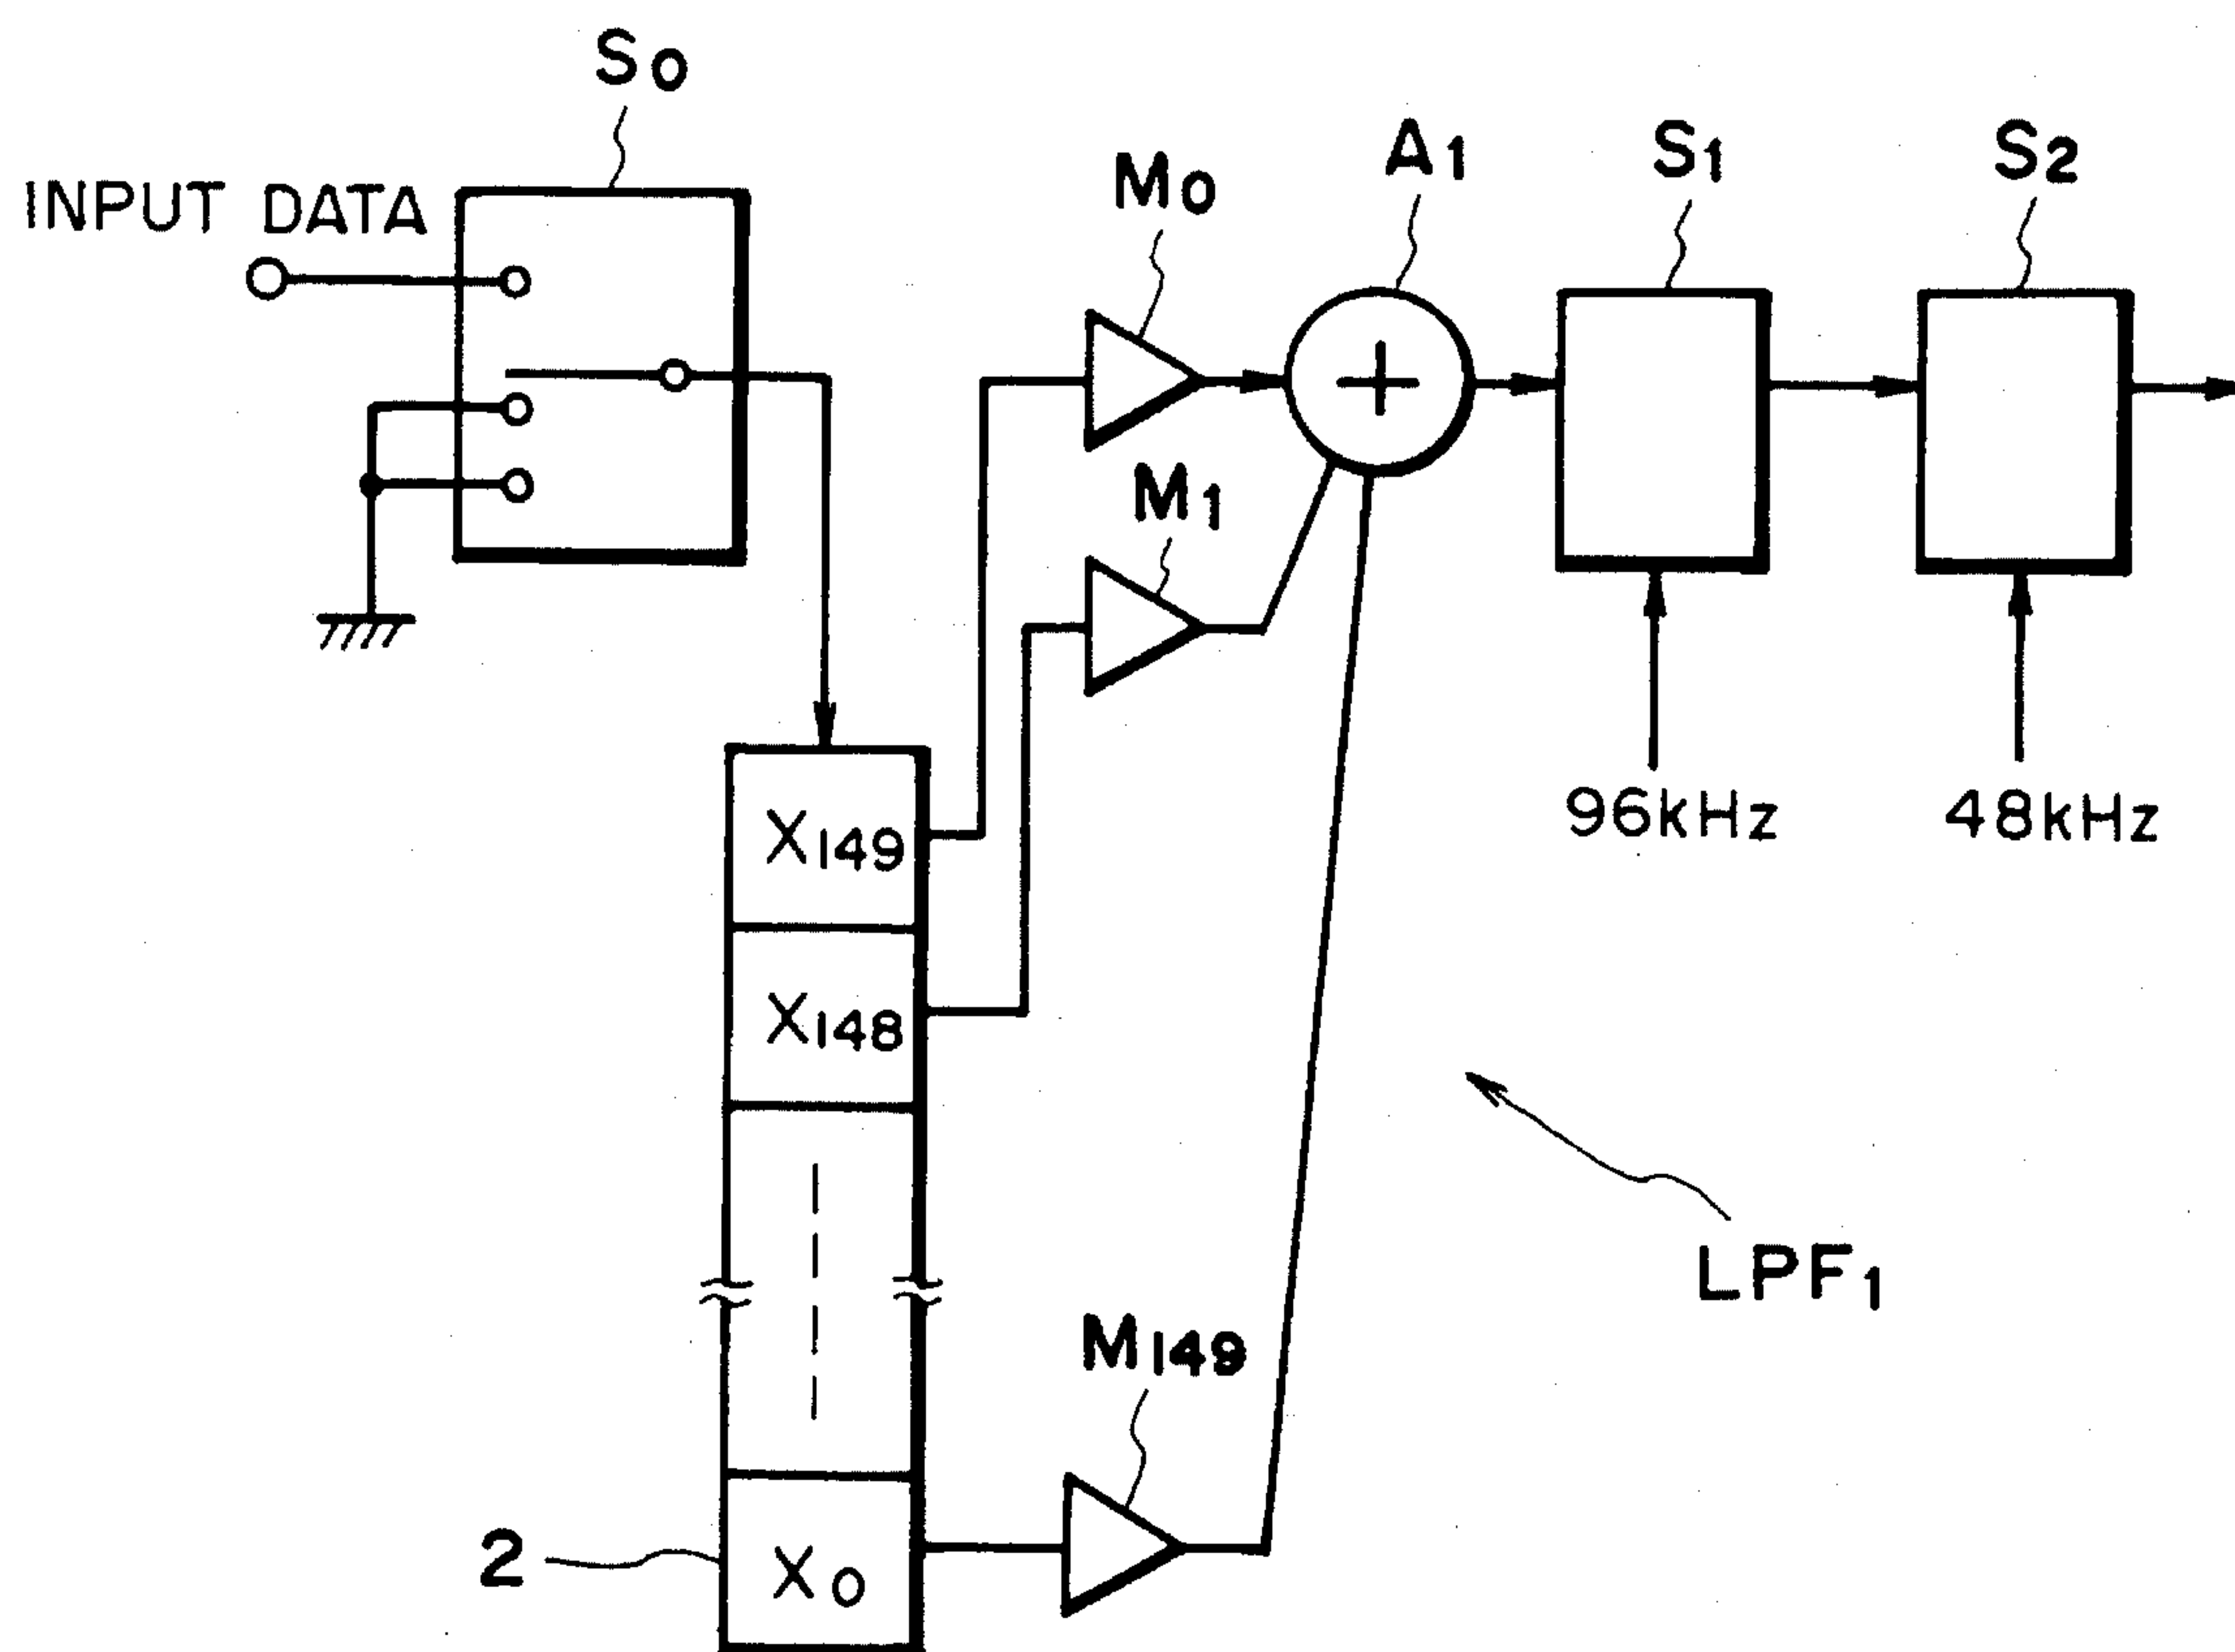 S0
INPUT DATA
M0
A1
S1
S2
M1
96kHz
48kHz
X149
X148
LPF1
M149
2
X0